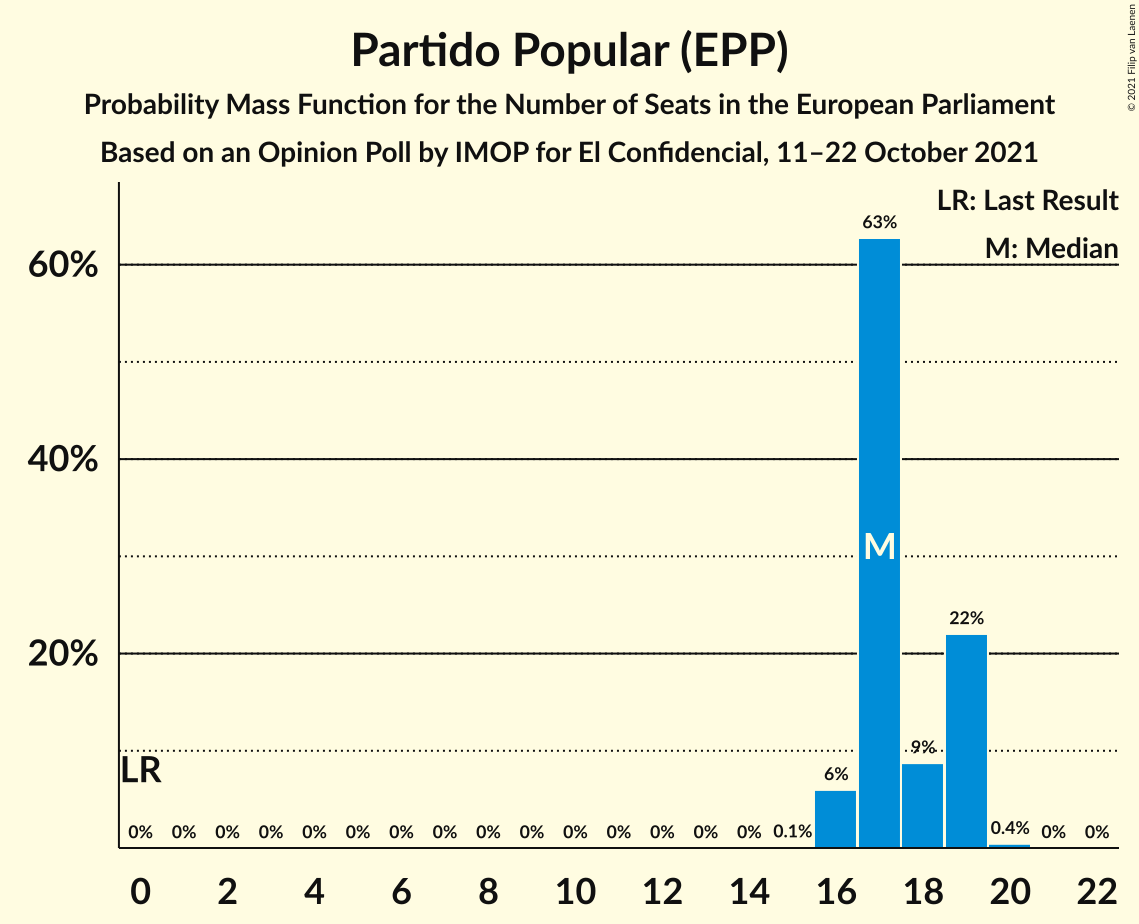 Partido Popular (EPP)
Probability Mass Function for the Number of Seats in the European Parliament
Based on an Opinion Poll by IMOP for El Confidencial, 11–22 October 2021
© 2021 Filip van Laenen
LR: Last Result
M: Median
60%
40%
20%
63%
M
22%
9%
6%
LR
0% 0% 0% 0% 0% 0% 0% 0% 0% 0% 0% 0% 0% 0% 0% 0.1% 0.4% 0% 0%
0 2 4 6 8 10 12 14 16 18 20 22